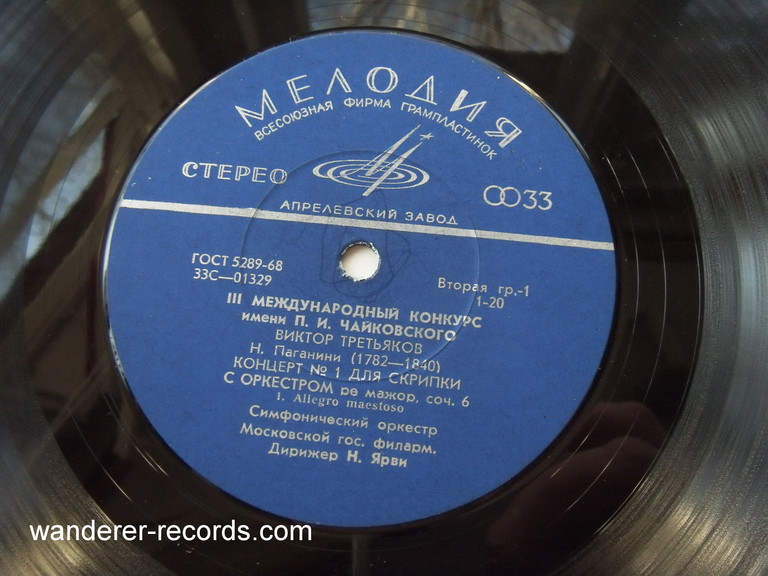 МЕЛОДИЯ
ВСЕСОЮЗНАЯ ФИРМА ГРАМПЛАСТИНОК
СТЕРЕО
33
АПРЕЛЕВСКИЙ ЗАВОД
ГОСТ 5289-68
33С—01329
Вторая гр.-1
1-20
III МЕЖДУНАРОДНЫЙ КОНКУРС
имени П. И. ЧАЙКОВСКОГО
ВИКТОР ТРЕТЬЯКОВ
Н. Паганини (1782—1840)
КОНЦЕРТ № 1 ДЛЯ СКРИПКИ
С ОРКЕСТРОМ ре мажор, соч. 6
1. Allegro maestoso
Симфонический оркестр
Московской гос. филарм.
Дирижер Н. Ярви
wanderer-records.com